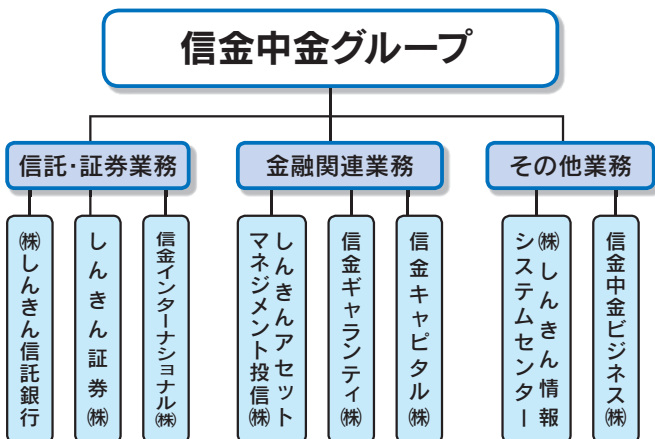 信金中金グループ
信託・証券業務
金融関連業務
その他業務
㈱しんきん信託銀行
しんきん証券㈱
信金インターナショナル㈱
しんきんアセット
マネジメント投信㈱
信金ギャランティ㈱
信金キャピタル㈱
㈱しんきん情報
システムセンター
信金中金ビジネス㈱